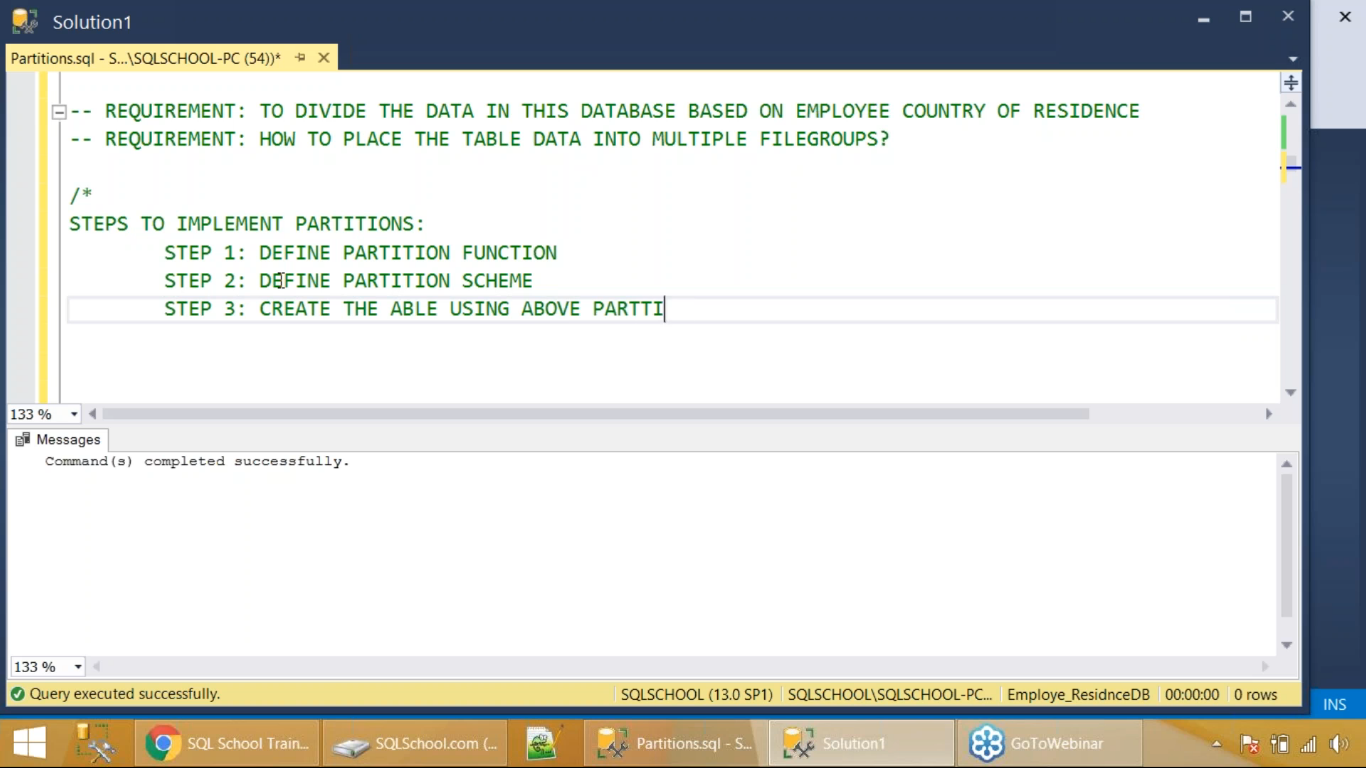 Solution1
Partitions.sql - S...\SQLSCHOOL-PC (54))*
-- REQUIREMENT: TO DIVIDE THE DATA IN THIS DATABASE BASED ON EMPLOYEE COUNTRY OF RESIDENCE
-- REQUIREMENT: HOW TO PLACE THE TABLE DATA INTO MULTIPLE FILEGROUPS?
/*
STEPS TO IMPLEMENT PARTITIONS:
STEP 1: DEFINE PARTITION FUNCTION
STEP 2: DEFINE PARTITION SCHEME
STEP 3: CREATE THE ABLE USING ABOVE PARTTI
133 %
Messages
Command(s) completed successfully.
133 %
Query executed successfully. SQLSCHOOL (13.0 SP1) SQLSCHOOL\SQLSCHOOL-PC... Employe_ResidnceDB 00:00:00 0 rows
INS
SQL School Train... SQLSchool.com (... Partitions.sql - S... Solution1 GoToWebinar